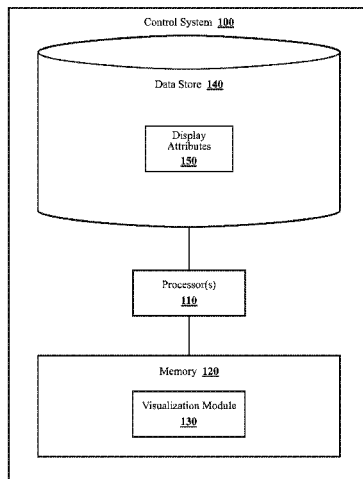 Control System 100
Data Store 140
Display
Attributes
150
Processor(s)
110
Memory 120
Visualization Module
130